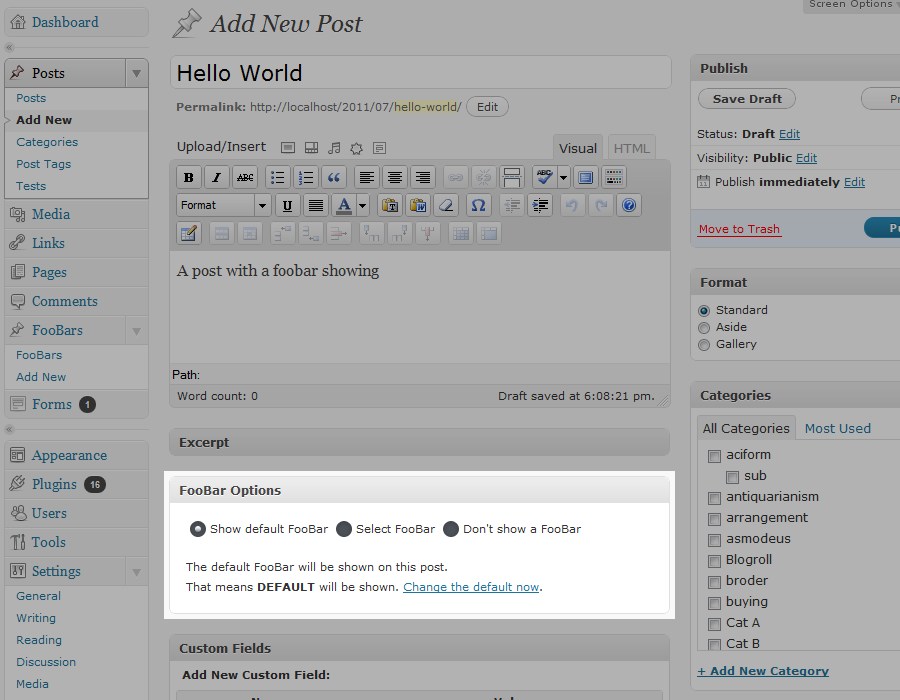 Screen Options
Dashboard
Add New Post
Posts
Posts
Add New
Categories
Post Tags
Tests
Media
Links
Pages
Comments
FooBars
FooBars
Add New
Forms 1
Appearance
Plugins 16
Users
Tools
Settings
General
Writing
Reading
Discussion
Media
Hello World
Permalink: http://localhost/2011/07/hello-world/ Edit
Upload/Insert Visual HTML
B I ABC ABC
Format U A T W Ω ?
A post with a foobar showing
Path:
Word count: 0 Draft saved at 6:08:21 pm.
Excerpt
FooBar Options
Show default FooBar Select FooBar Don't show a FooBar
The default FooBar will be shown on this post.
That means DEFAULT will be shown. Change the default now.
Custom Fields
Add New Custom Field:
Publish
Save Draft
Status: Draft Edit
Visibility: Public Edit
Publish immediately Edit
Move to Trash
Format
Standard
Aside
Gallery
Categories
All Categories Most Used
aciform
sub
antiquarianism
arrangement
asmodeus
Blogroll
broder
buying
Cat A
Cat B
+ Add New Category